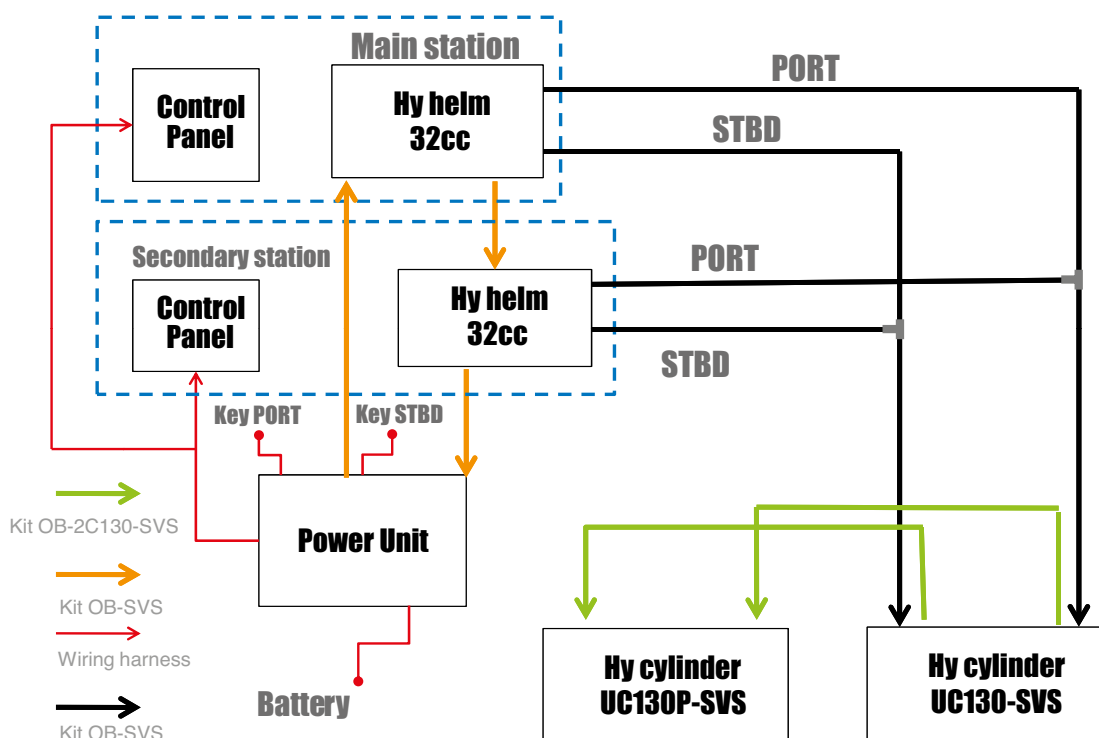 Main station
Control
Panel
Hy helm
32cc
PORT
STBD
Secondary station
Control
Panel
Hy helm
32cc
PORT
STBD
Key PORT
Key STBD
Power Unit
Battery
Kit OB-2C130-SVS
Kit OB-SVS
Wiring harness
Kit OB-SVS
Hy cylinder
UC130P-SVS
Hy cylinder
UC130-SVS